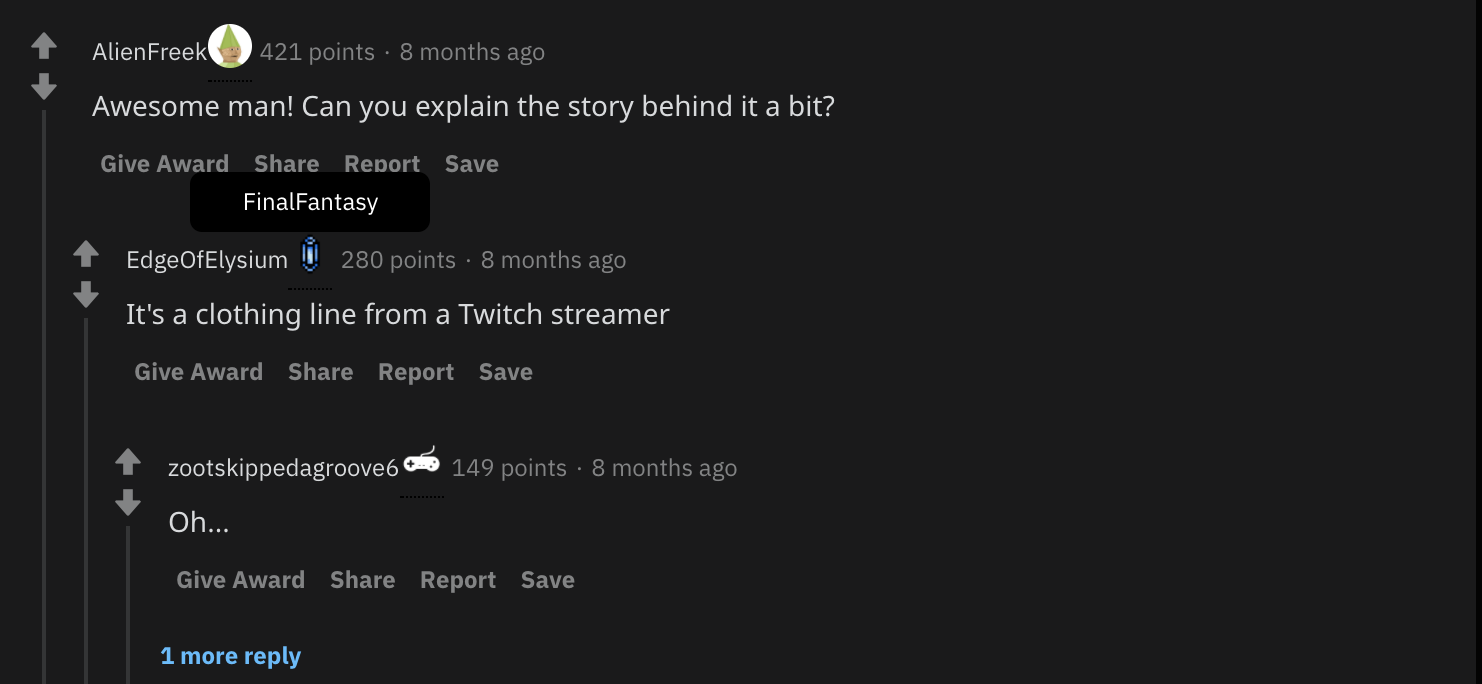 AlienFreek 421 points · 8 months ago
Awesome man! Can you explain the story behind it a bit?
Give Award Share Report Save
FinalFantasy
EdgeOfElysium 280 points · 8 months ago
It's a clothing line from a Twitch streamer
Give Award Share Report Save
zootskippedagroove6 149 points · 8 months ago
Oh...
Give Award Share Report Save
1 more reply